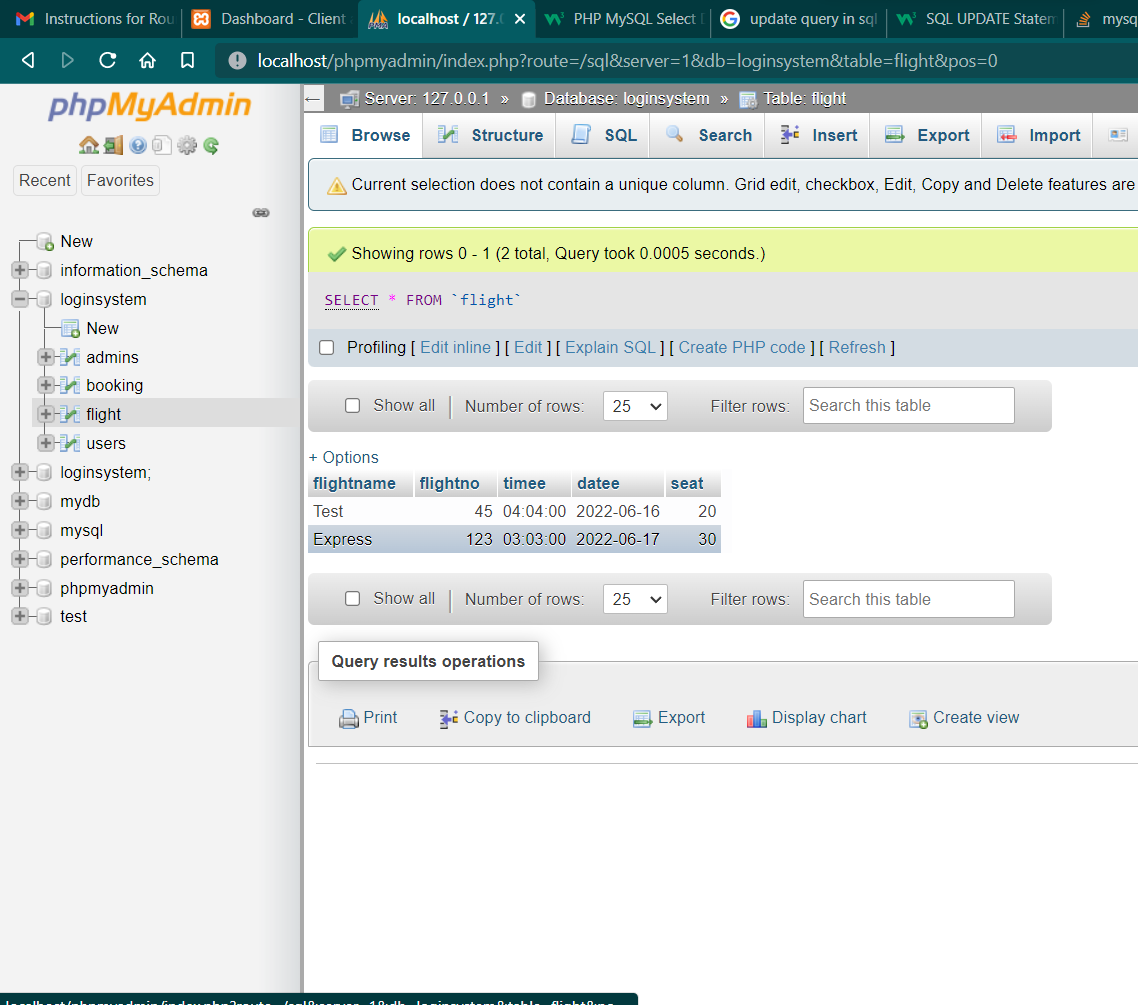 Instructions for Rou
Dashboard - Client
localhost / 127.0
PHP MySQL Select
update query in sql
SQL UPDATE Statem
mysq
localhost/phpmyadmin/index.php?route=/sql&server=1&db=loginsystem&table=flight&pos=0
phpMyAdmin
Recent Favorites
New
information_schema
loginsystem
New
admins
booking
flight
users
loginsystem;
mydb
mysql
performance_schema
phpmyadmin
test
Server: 127.0.0.1 » Database: loginsystem » Table: flight
Browse Structure SQL Search Insert Export Import
Current selection does not contain a unique column. Grid edit, checkbox, Edit, Copy and Delete features are
Showing rows 0 - 1 (2 total, Query took 0.0005 seconds.)
SELECT * FROM `flight`
Profiling [ Edit inline ] [ Edit ] [ Explain SQL ] [ Create PHP code ] [ Refresh ]
Show all | Number of rows: 25 Filter rows: Search this table
+ Options
flightname flightno timee datee seat
Test 45 04:04:00 2022-06-16 20
Express 123 03:03:00 2022-06-17 30
Show all | Number of rows: 25 Filter rows: Search this table
Query results operations
Print Copy to clipboard Export Display chart Create view